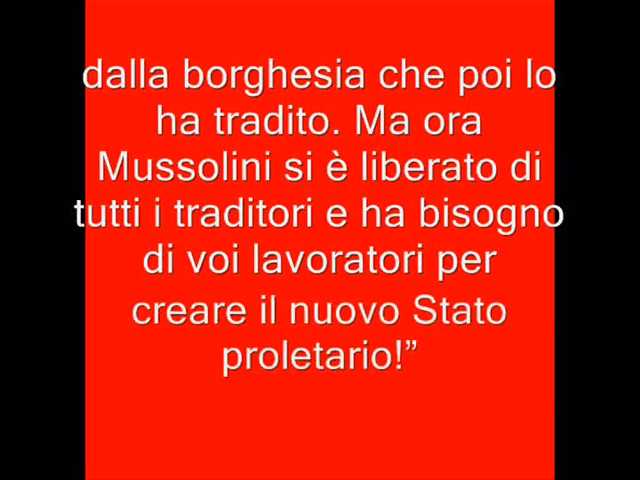 dalla borghesia che poi lo
ha tradito. Ma ora
Mussolini si è liberato di
tutti i traditori e ha bisogno
di voi lavoratori per
creare il nuovo Stato
proletario!”